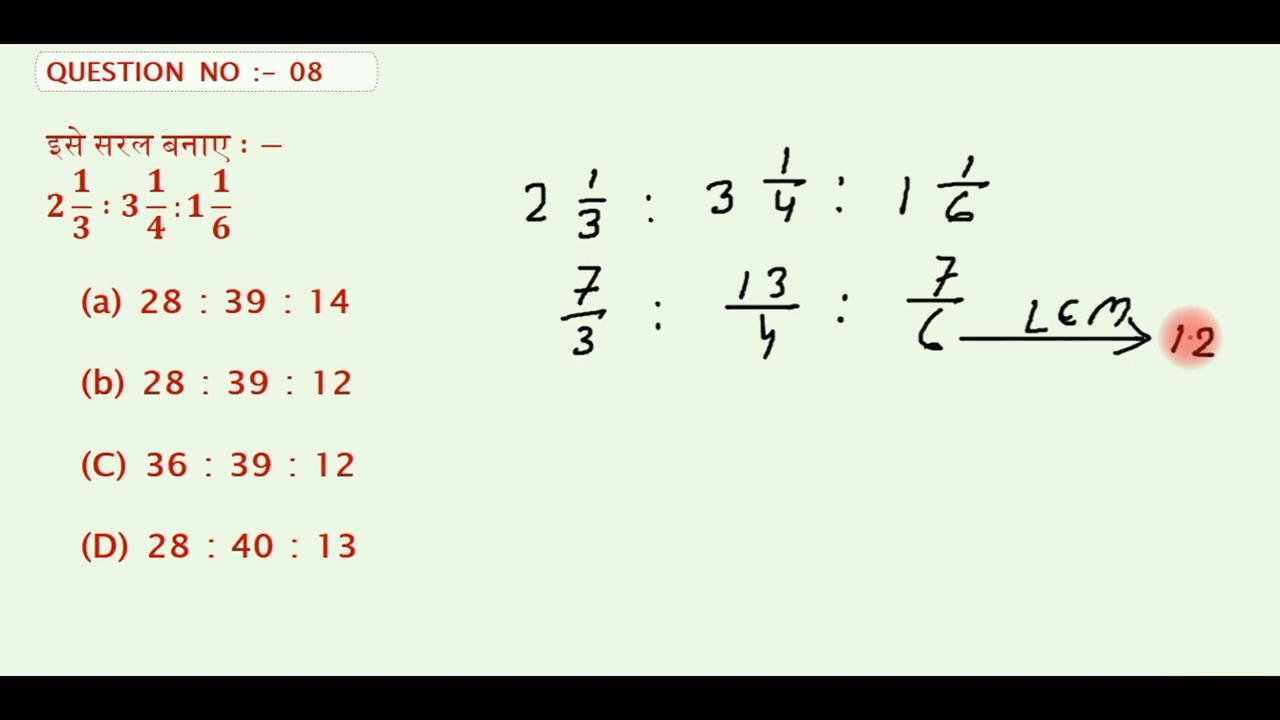 QUESTION NO :- 08
इसे सरल बनाए : –
2 1/3 : 3 1/4 : 1 1/6
(a) 28 : 39 : 14
(b) 28 : 39 : 12
(C) 36 : 39 : 12
(D) 28 : 40 : 13
2 1/3 : 3 1/4 : 1 1/6
7/3 : 13/4 : 7/6 LCM 12